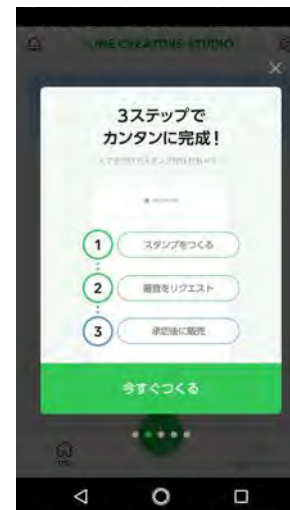 LINE CREATORS STUDIO
3ステップで
カンタンに完成！
1 スタンプをつくる
2 審査をリクエスト
3 承認後に販売
今すぐつくる